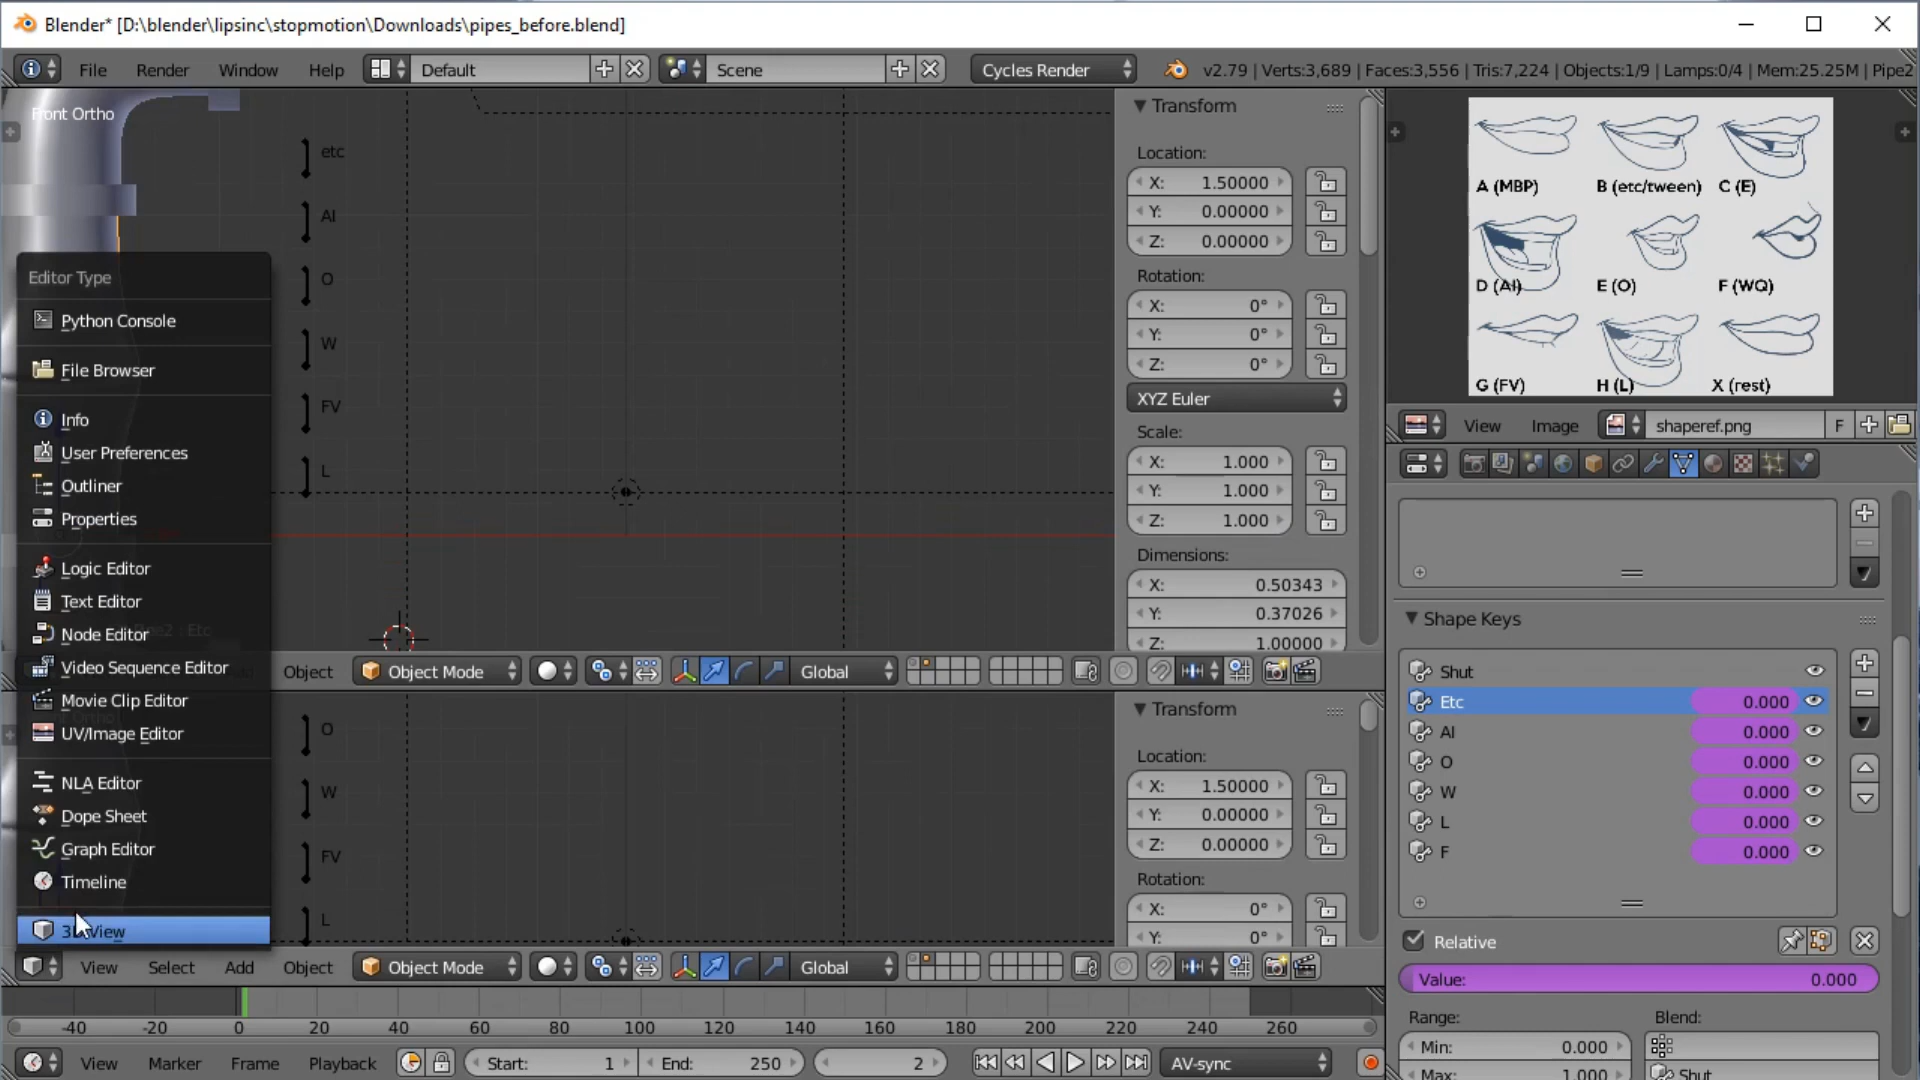 Blender* [D:\blender\lipsinc\stopmotion\Downloads\pipes_before.blend]
File Render Window Help Default Scene Cycles Render v2.79 | Verts:3,689 | Faces:3,556 | Tris:7,224 | Objects:1/9 | Lamps:0/4 | Mem:25.25M | Pipe2
Front Ortho
etc
AI
O
W
FV
L
Editor Type
Python Console
File Browser
Info
User Preferences
Outliner
Properties
Logic Editor
Text Editor
Node Editor
Video Sequence Editor
Movie Clip Editor
UV/Image Editor
NLA Editor
Dope Sheet
Graph Editor
Timeline
3D View
Transform
Location:
X: 1.50000
Y: 0.00000
Z: 0.00000
Rotation:
X: 0°
Y: 0°
Z: 0°
XYZ Euler
Scale:
X: 1.000
Y: 1.000
Z: 1.000
Dimensions:
X: 0.50343
Y: 0.37026
Z: 1.00000
Object Object Mode Global
O
W
FV
L
Transform
Location:
X: 1.50000
Y: 0.00000
Z: 0.00000
Rotation:
X: 0°
Y: 0°
View Select Add Object Object Mode Global
-40 -20 0 20 40 60 80 100 120 140 160 180 200 220 240 260
View Marker Frame Playback Start: 1 End: 250 2 AV-sync
A (MBP) B (etc/tween) C (E)
D (AI) E (O) F (WQ)
G (FV) H (L) X (rest)
View Image shaperef.png F
Shape Keys
Shut
Etc 0.000
AI 0.000
O 0.000
W 0.000
L 0.000
F 0.000
Relative
Value: 0.000
Range: Blend:
Min: 0.000
Max: 1.000 Shut